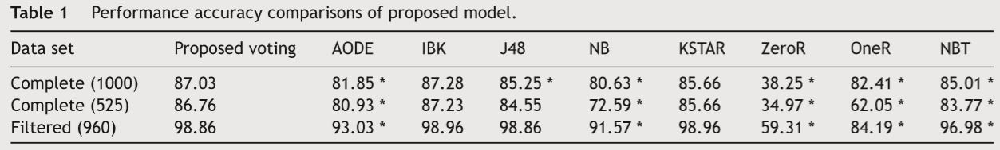 Table 1 Performance accuracy comparisons of proposed model.
Data set Proposed voting AODE IBK J48 NB KSTAR ZeroR OneR NBT
Complete (1000) 87.03 81.85 * 87.28 85.25 * 80.63 * 85.66 38.25 * 82.41 * 85.01 *
Complete (525) 86.76 80.93 * 87.23 84.55 72.59 * 85.66 34.97 * 62.05 * 83.77 *
Filtered (960) 98.86 93.03 * 98.96 98.86 91.57 * 98.96 59.31 * 84.19 * 96.98 *